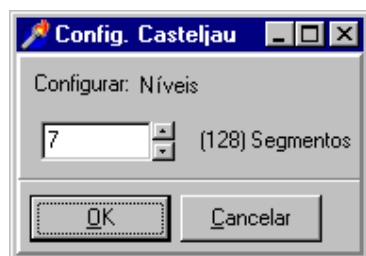 Config. Casteljau
Configurar: Níveis
7 (128) Segmentos
OK Cancelar